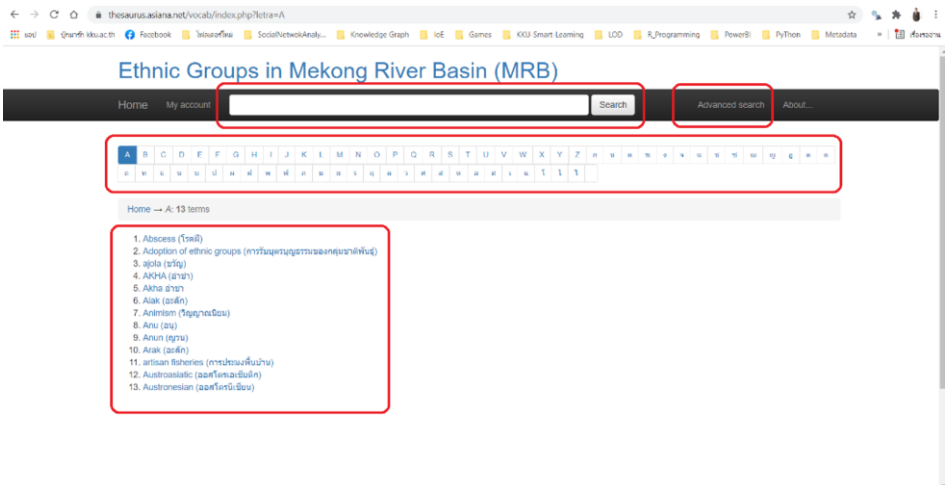 thesaurus.asiana.net/vocab/index.php?letra=A
Facebook SocialNetwokAnaly... Knowledge Graph IoE Games KKU-Smart-Learning LOD R_Programming PowerBI PyThon Metadata »
Ethnic Groups in Mekong River Basin (MRB)
Home My account Search Advanced search About...
A B C D E F G H I J K L M N O P Q R S T U V W X Y Z
Home → A: 13 terms
1. Abscess (โรคฝี)
2. Adoption of ethnic groups (การรับบุตรบุญธรรมของกลุ่มชาติพันธุ์)
3. ajola (ขวัญ)
4. AKHA (อาข่า)
5. Akha อ่าข่า
6. Alak (อะลัก)
7. Animism (วิญญาณนิยม)
8. Anu (อนุ)
9. Anun (ญวน)
10. Arak (อะลัก)
11. artisan fisheries (การประมงพื้นบ้าน)
12. Austroasiatic (ออสโตรเอเชียติก)
13. Austronesian (ออสโตรนีเซียน)